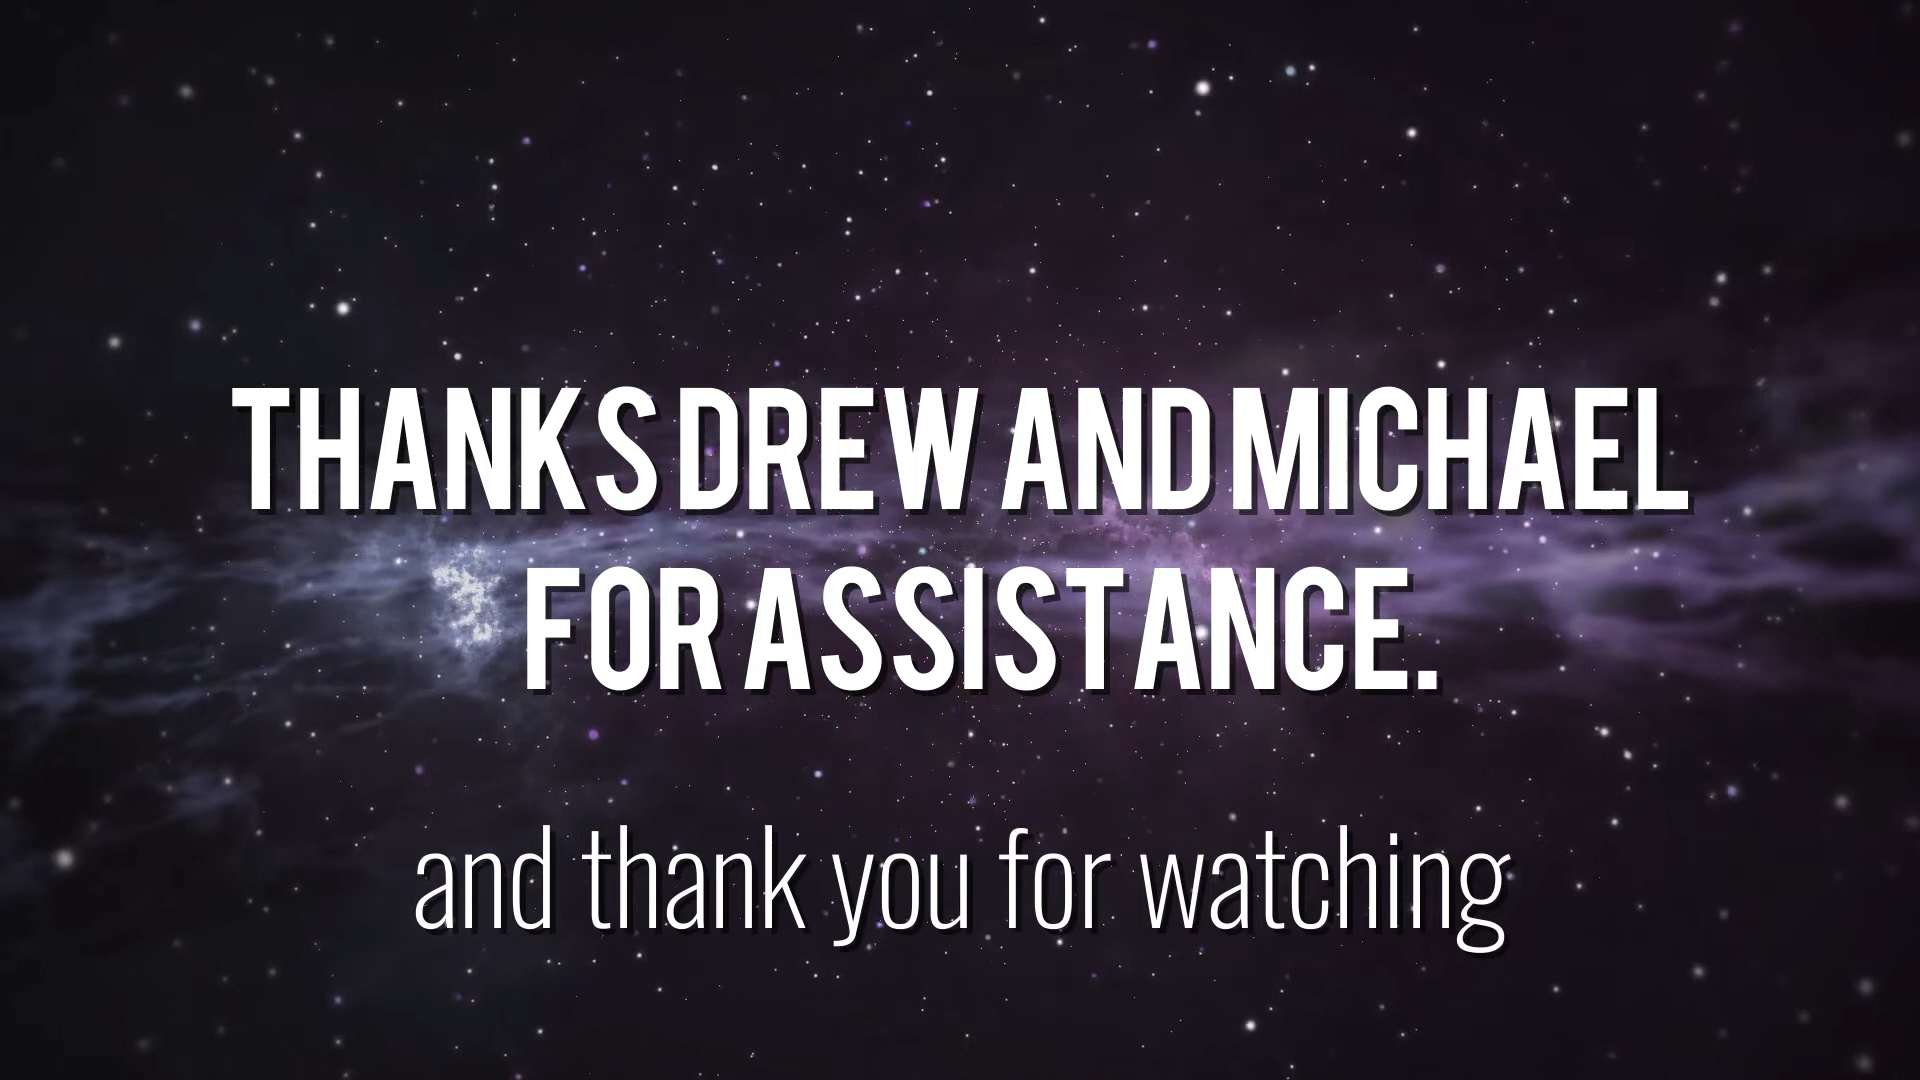 THANKS DREW AND MICHAEL
FOR ASSISTANCE.
and thank you for watching